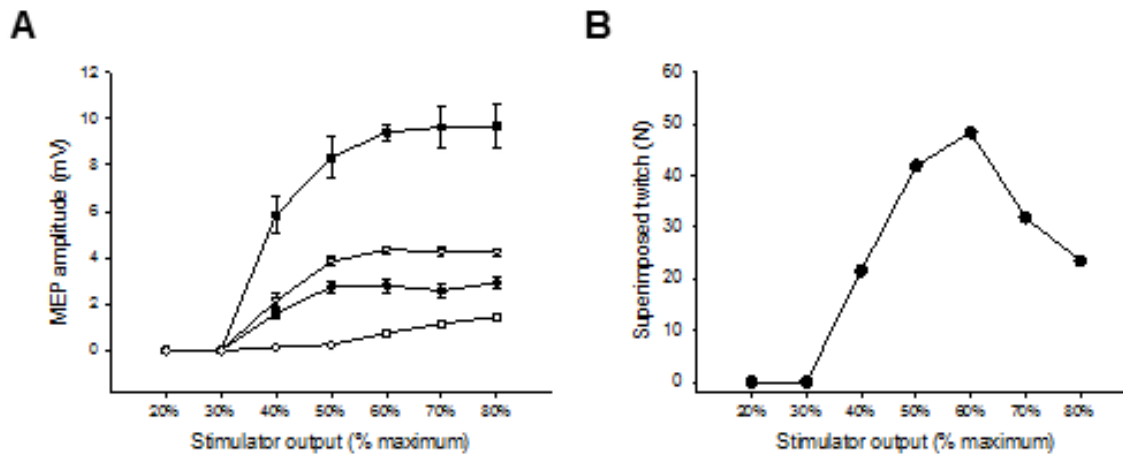 A
B
MEP amplitude (mV)
12
10
8
6
4
2
0
20% 30% 40% 50% 60% 70% 80%
Stimulator output (% maximum)
Superimposed twitch (N)
60
50
40
30
20
10
0
20% 30% 40% 50% 60% 70% 80%
Stimulator output (% maximum)